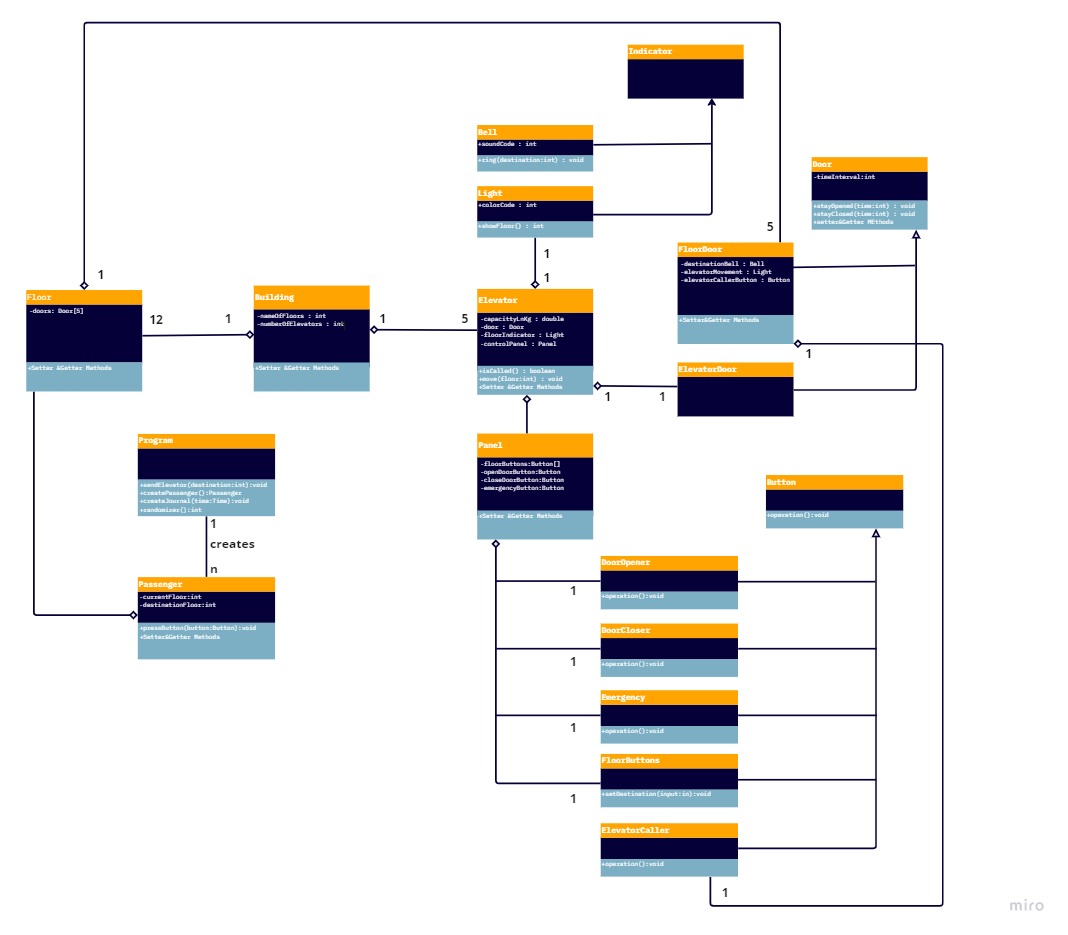 Indicator
Bell
+soundCode : int
+ring(destination:int) : void
Light
+colorCode : int
+showFloor() : int
1
1
Door
-timeInterval:int
+stayOpened(time:int) : void
+stayClosed(time:int) : void
+setter&Getter MEthods
5
FloorDoor
-destinationBell : Bell
-elevatorMovement : Light
-elevatorCallerButton : Button
+Setter&Getter Methods
1
1
Floor
-doors: Door[5]
+Setter &Getter Methods
12
1
Building
-nameOfFloors : int
-numberOfElevators : int
+Setter &Getter Methods
1
5
Elevator
-capacittyLnKg : double
-door : Door
-floorIndicator : Light
-controlPanel : Panel
+isCalled() : boolean
+move(floor:int) : void
+Setter &Getter Methods
1
1
ElevatorDoor
Program
+sendElevator(destination:int):void
+createPassenger():Passenger
+createJournal(time:Time):void
+randomizer():int
1
creates
n
Passenger
-currentFloor:int
-destinationFloor:int
+pressButton(button:Button):void
+Setter&Getter Methods
Panel
-floorButtons:Button[]
-openDoorButton:Button
-closeDoorButton:Button
-emergencyButton:Button
+Setter &Getter Methods
Button
+operation():void
DoorOpener
+operation():void
1
DoorCloser
+operation():void
1
Emergency
+operation():void
1
FloorButtons
+setDestination(input:in):void
1
ElevatorCaller
+operation():void
1
miro